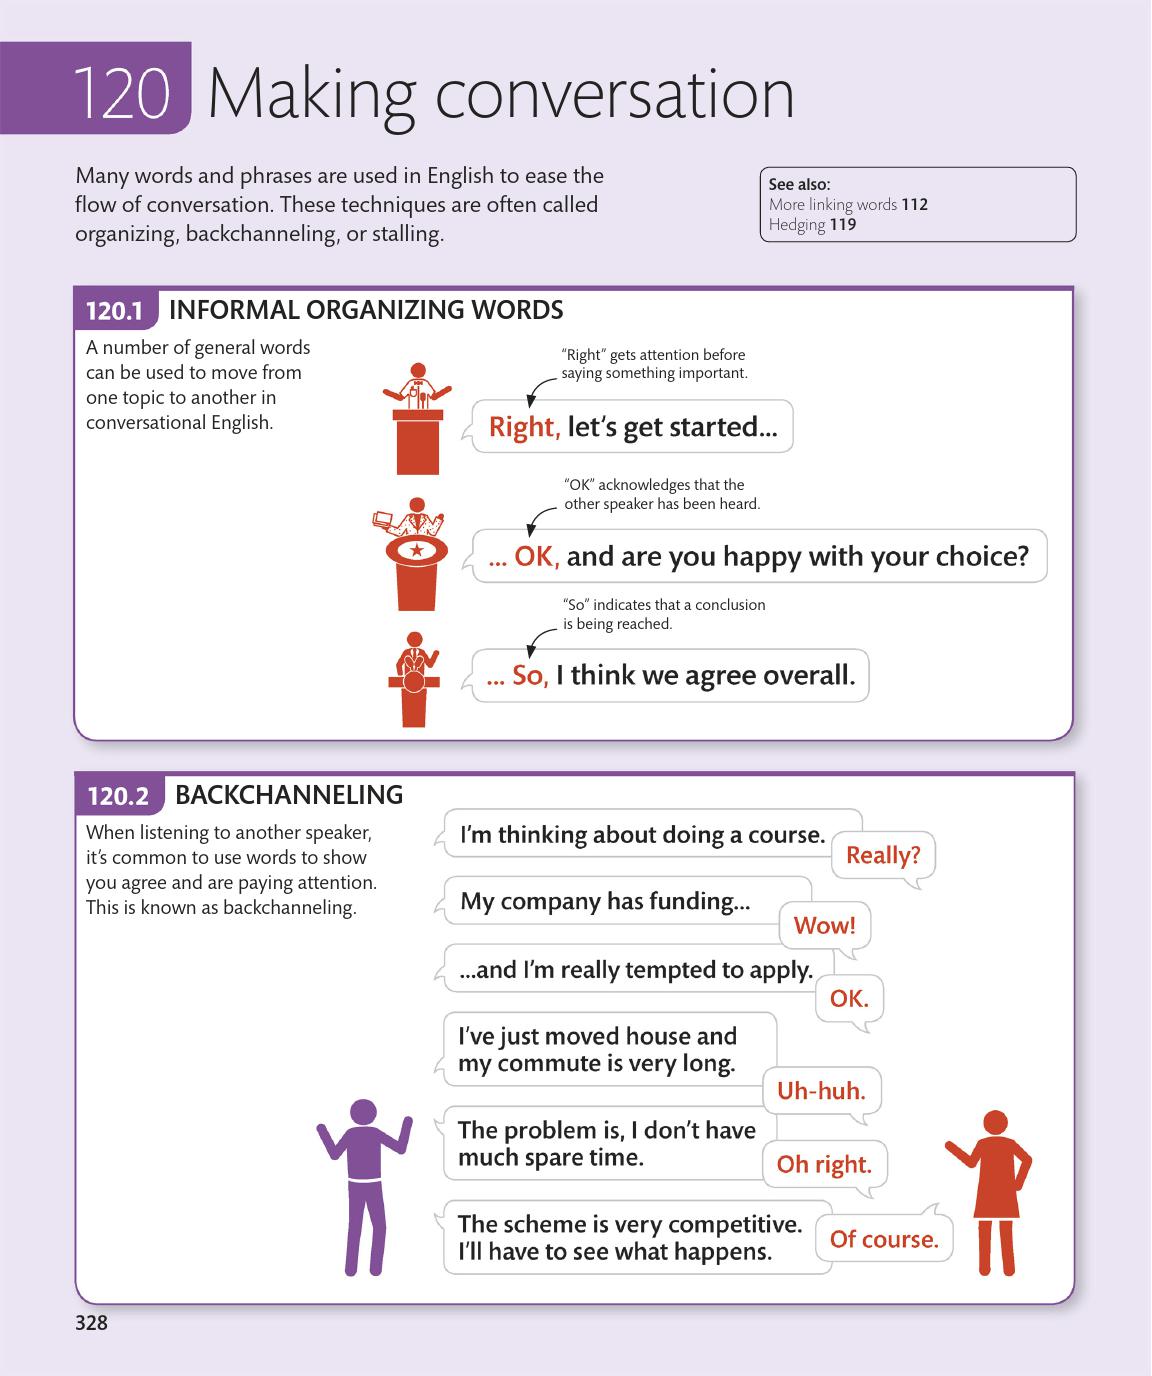 120 Making conversation
Many words and phrases are used in English to ease the
flow of conversation. These techniques are often called
organizing, backchanneling, or stalling.
See also:
More linking words 112
Hedging 119
120.1 INFORMAL ORGANIZING WORDS
A number of general words
can be used to move from
one topic to another in
conversational English.
“Right” gets attention before
saying something important.
Right, let’s get started...
“OK” acknowledges that the
other speaker has been heard.
... OK, and are you happy with your choice?
“So” indicates that a conclusion
is being reached.
... So, I think we agree overall.
120.2 BACKCHANNELING
When listening to another speaker,
it’s common to use words to show
you agree and are paying attention.
This is known as backchanneling.
I’m thinking about doing a course.
Really?
My company has funding...
Wow!
...and I’m really tempted to apply.
OK.
I’ve just moved house and
my commute is very long.
Uh-huh.
The problem is, I don’t have
much spare time.
Oh right.
The scheme is very competitive.
I’ll have to see what happens.
Of course.
328